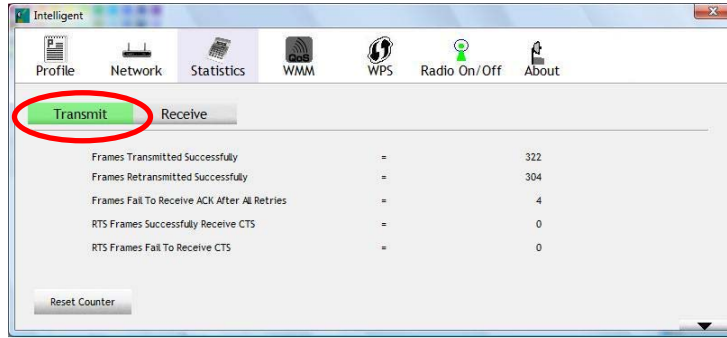 Intelligent
Profile Network Statistics QoS WMM WPS Radio On/Off About
Transmit Receive
Frames Transmitted Successfully = 322
Frames Retransmitted Successfully = 304
Frames Fail To Receive ACK After All Retries = 4
RTS Frames Successfully Receive CTS = 0
RTS Frames Fail To Receive CTS = 0
Reset Counter